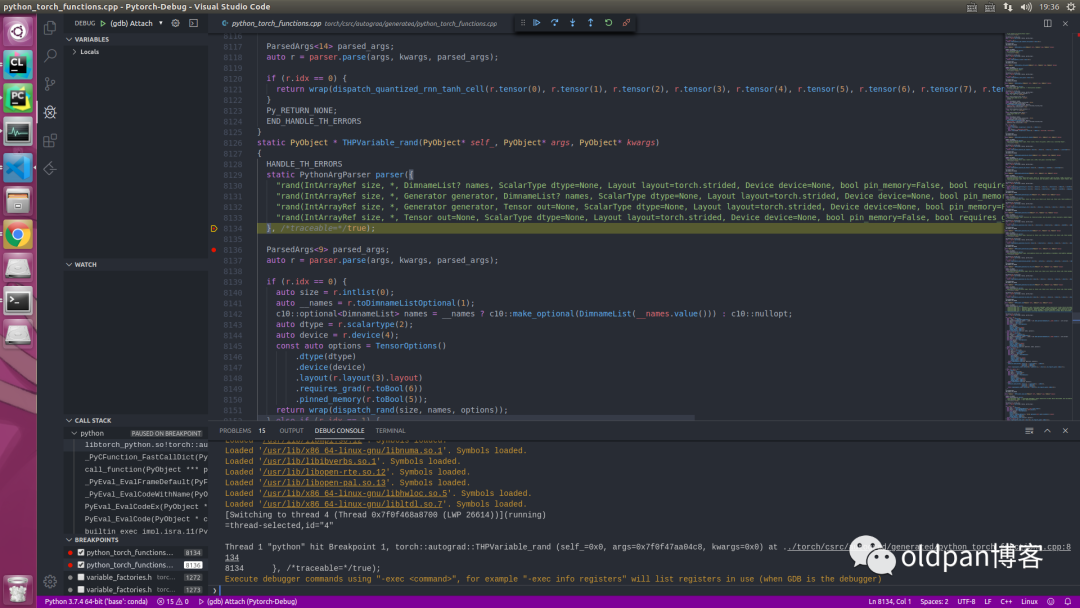 python_torch_functions.cpp - Pytorch-Debug - Visual Studio Code
19:36
DEBUG (gdb) Attach
python_torch_functions.cpp torch/csrc/autograd/generated/python_torch_functions.cpp
VARIABLES
Locals
WATCH
CALL STACK
python PAUSED ON BREAKPOINT
libtorch_python.so!torch::au
_PyCFunction_FastCallDict(Py
call_function(PyObject *** p
_PyEval_EvalFrameDefault(PyF
_PyEval_EvalCodeWithName(PyO
PyEval_EvalCodeEx(PyObject *
PyEval_EvalCode(PyObject * c
builtin exec impl.isra.11(Pv
BREAKPOINTS
python_torch_functions... 8134
python_torch_functions... 8136
variable_factories.h torc... 1272
variable_factories.h torc... 1273
8116
8117 ParsedArgs<14> parsed_args;
8118 auto r = parser.parse(args, kwargs, parsed_args);
8119
8120 if (r.idx == 0) {
8121 return wrap(dispatch_quantized_rnn_tanh_cell(r.tensor(0), r.tensor(1), r.tensor(2), r.tensor(3), r.tensor(4), r.tensor(5), r.tensor(6), r.tensor(7), r.ten
8122 }
8123 Py_RETURN_NONE;
8124 END_HANDLE_TH_ERRORS
8125 }
8126 static PyObject * THPVariable_rand(PyObject* self_, PyObject* args, PyObject* kwargs)
8127 {
8128 HANDLE_TH_ERRORS
8129 static PythonArgParser parser({
8130 "rand(IntArrayRef size, *, DimnameList? names, ScalarType dtype=None, Layout layout=torch.strided, Device device=None, bool pin_memory=False, bool require
8131 "rand(IntArrayRef size, *, Generator generator, DimnameList? names, ScalarType dtype=None, Layout layout=torch.strided, Device device=None, bool pin_memor
8132 "rand(IntArrayRef size, *, Generator generator, Tensor out=None, ScalarType dtype=None, Layout layout=torch.strided, Device device=None, bool pin_memory=F
8133 "rand(IntArrayRef size, *, Tensor out=None, ScalarType dtype=None, Layout layout=torch.strided, Device device=None, bool pin_memory=False, bool requires g
8134 }, /*traceable=*/true);
8135
8136 ParsedArgs<9> parsed_args;
8137 auto r = parser.parse(args, kwargs, parsed_args);
8138
8139 if (r.idx == 0) {
8140 auto size = r.intlist(0);
8141 auto __names = r.toDimnameListOptional(1);
8142 c10::optional<DimnameList> names = __names ? c10::make_optional(DimnameList(__names.value())) : c10::nullopt;
8143 auto dtype = r.scalartype(2);
8144 auto device = r.device(4);
8145 const auto options = TensorOptions()
8146 .dtype(dtype)
8147 .device(device)
8148 .layout(r.layout(3).layout)
8149 .requires_grad(r.toBool(6))
8150 .pinned_memory(r.toBool(5));
8151 return wrap(dispatch_rand(size, names, options));
PROBLEMS 15 OUTPUT DEBUG CONSOLE TERMINAL
Loaded '/usr/lib/x86_64-linux-gnu/libnuma.so.1'. Symbols loaded.
Loaded '/usr/lib/libibverbs.so.1'. Symbols loaded.
Loaded '/usr/lib/libopen-rte.so.12'. Symbols loaded.
Loaded '/usr/lib/libopen-pal.so.13'. Symbols loaded.
Loaded '/usr/lib/x86_64-linux-gnu/libhwloc.so.5'. Symbols loaded.
Loaded '/usr/lib/x86_64-linux-gnu/libltdl.so.7'. Symbols loaded.
[Switching to thread 4 (Thread 0x7f0f468a8700 (LWP 26614))](running)
=thread-selected,id="4"
Thread 1 "python" hit Breakpoint 1, torch::autograd::THPVariable_rand (self_=0x0, args=0x7f0f47aa04c8, kwargs=0x0) at ../torch/csrc/autograd/generated/python_torch_functions.cpp:8
134
8134 }, /*traceable=*/true);
Execute debugger commands using "-exec <command>", for example "-exec info registers" will list registers in use (when GDB is the debugger)
oldpan博客
Python 3.7.4 64-bit ('base': conda) 15 0 (gdb) Attach (Pytorch-Debug) Ln 8134, Col 1 Spaces: 2 UTF-8 LF C++ Linux